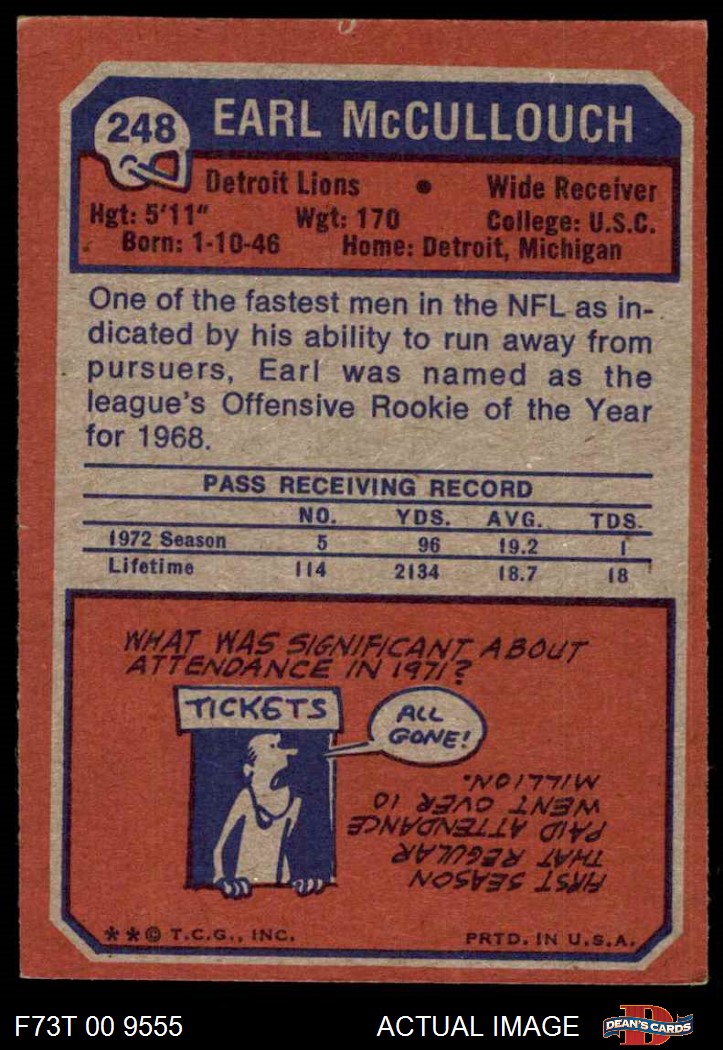 248
EARL McCULLOUCH
Detroit Lions • Wide Receiver
Hgt: 5'11" Wgt: 170 College: U.S.C.
Born: 1-10-46 Home: Detroit, Michigan
One of the fastest men in the NFL as in-
dicated by his ability to run away from
pursuers, Earl was named as the
league's Offensive Rookie of the Year
for 1968.
PASS RECEIVING RECORD
NO. YDS. AVG. TDS.
1972 Season 5 96 19.2 1
Lifetime 114 2134 18.7 18
WHAT WAS SIGNIFICANT ABOUT
ATTENDANCE IN 1971?
TICKETS
ALL
GONE!
FIRST SEASON
THAT REGULAR
PAID ATTENDANCE
WENT OVER 10
MILLION.
**© T.C.G., INC. PRTD. IN U.S.A.
F73T 00 9555 ACTUAL IMAGE
DEAN'S CARDS